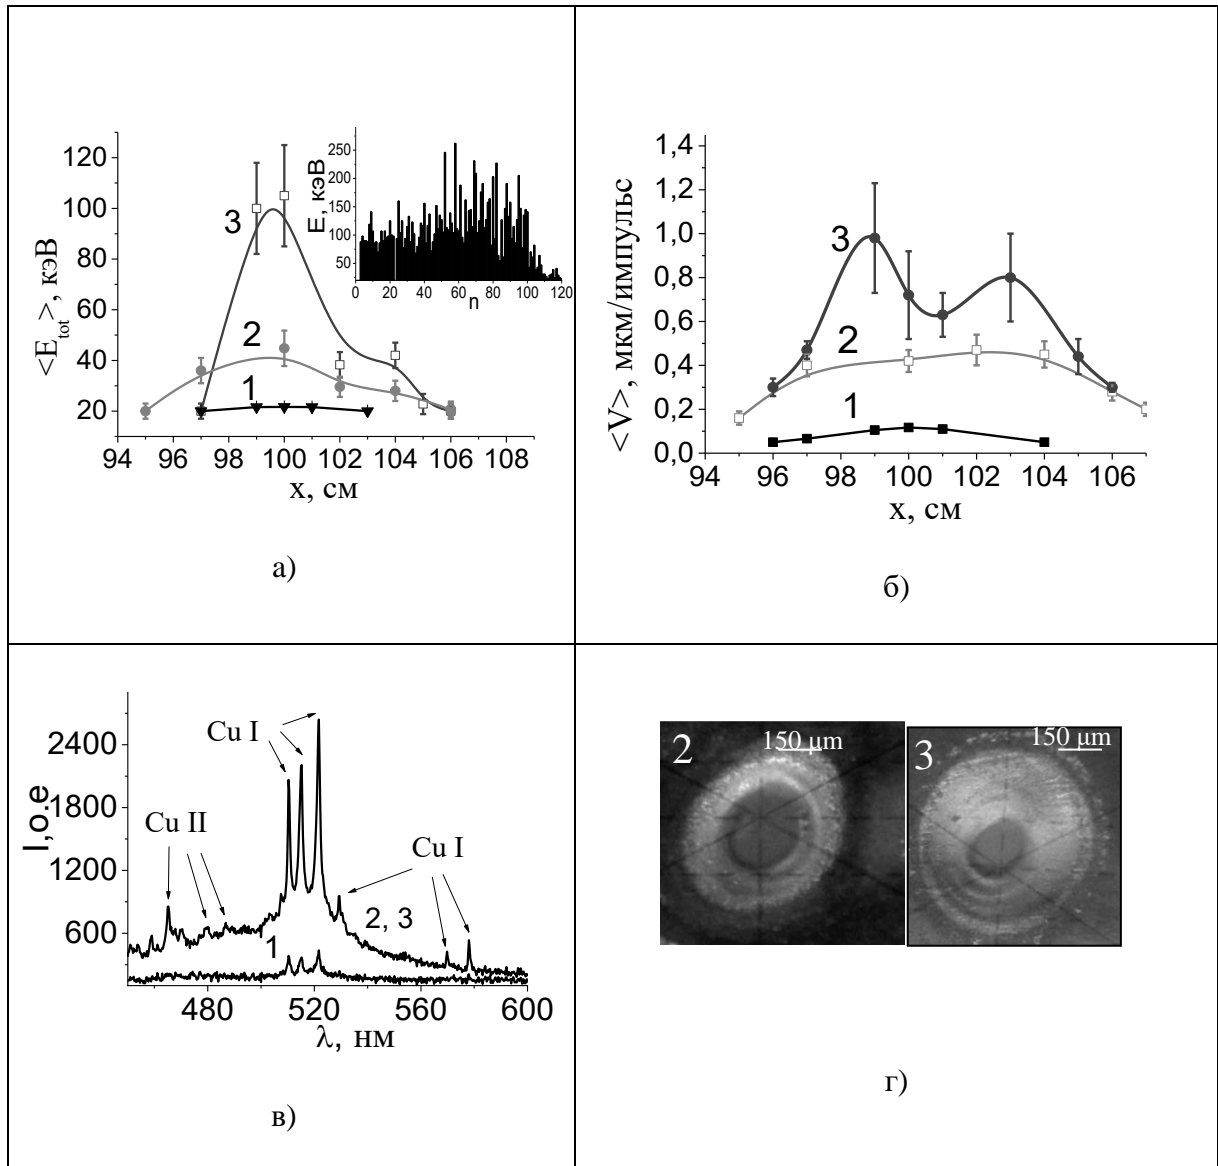 120
100
80
60
40
20
<E_tot>, кэВ
94 96 98 100 102 104 106 108
x, см
3
2
1
E, кэВ
250
200
150
100
50
0 20 40 60 80 100 120
n
а)
1,4
1,2
1,0
0,8
0,6
0,4
0,2
0,0
<V>, мкм/импульс
94 96 98 100 102 104 106
x, см
3
2
1
б)
2400
1800
1200
600
I,o.e
Cu I
Cu II
Cu I
2, 3
1
480 520 560 600
λ, нм
в)
2 150 μm
3 150 μm
г)